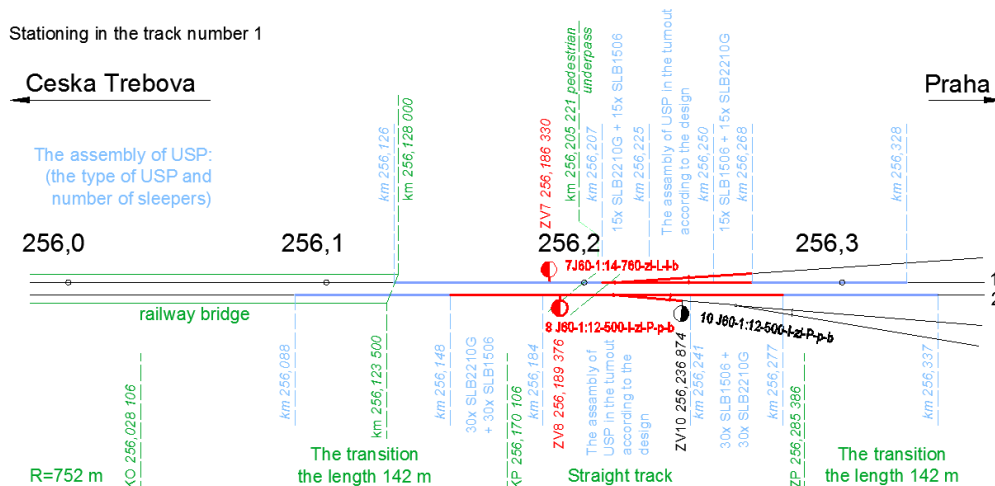 Stationing in the track number 1
Ceska Trebova
Praha
The assembly of USP:
(the type of USP and
number of sleepers)
km 256,126
km 256,128 000
ZV7 256,186 330
km 256,205 221 pedestrian
underpass
km 256,207
15x SLB2210G + 15x SLB1506
km 256,225
The assambly of USP in the turnout
according to the design
km 256,250
15x SLB1506 + 15x SLB2210G
km 256,268
km 256,328
256,0
256,1
256,2
256,3
7J60-1:14-760-zl-L-l-b
1
2
railway bridge
8 J60-1:12-500-I-zl-P-p-b
10 J60-1:12-500-I-zl-P-p-b
KO 256,028 106
km 256,088
km 256,123 500
km 256,148
30x SLB2210G
+ 30x SLB1506
KP 256,170 106
km 256,184
ZV8 256,189 376
The assembly of
USP in the turnout
according to the
design
ZV10 256,236 874
km 256,241
30x SLB1506 +
30x SLB2210G
km 256,277
ZP 256,285 386
km 256,337
R=752 m
The transition
the length 142 m
Straight track
The transition
the length 142 m